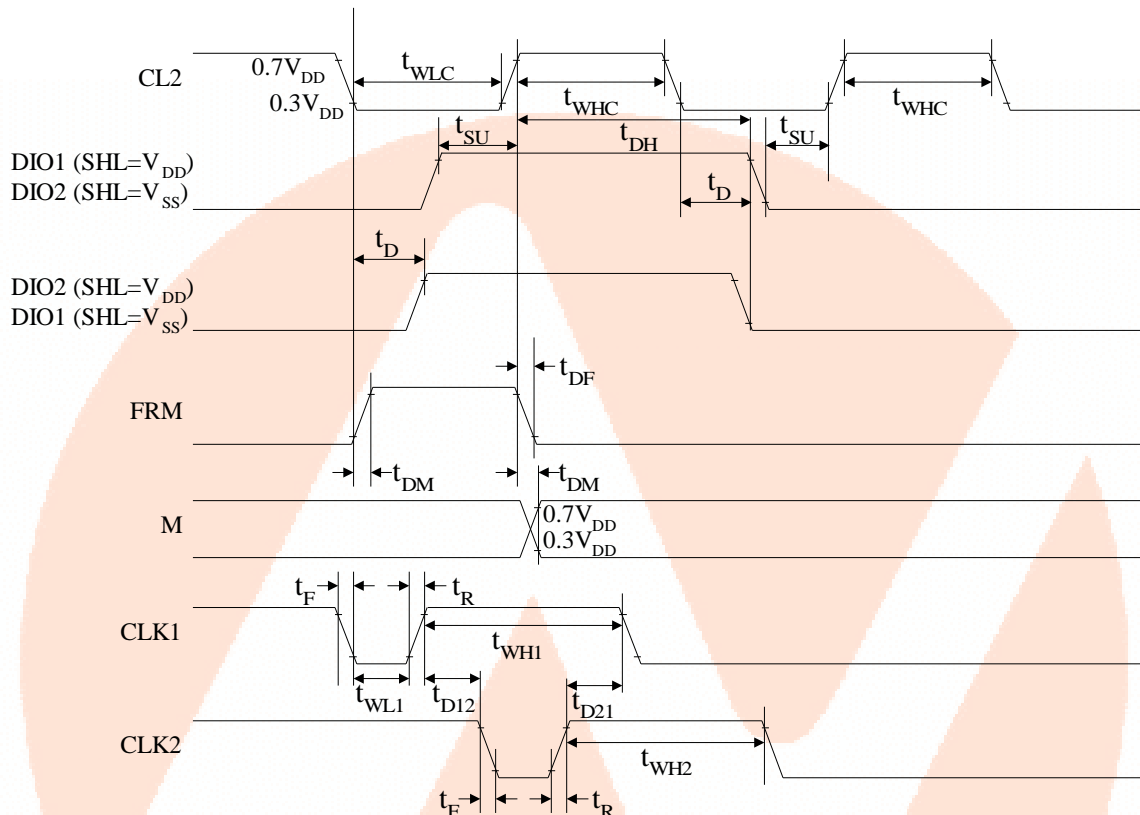 CL2
0.7VDD
0.3VDD
tWLC
tWHC
tWHC
tSU
tDH
tSU
DIO1 (SHL=VDD)
DIO2 (SHL=VSS)
tD
tD
DIO2 (SHL=VDD)
DIO1 (SHL=VSS)
tDF
FRM
tDM
tDM
M
0.7VDD
0.3VDD
tF
tR
CLK1
tWH1
tWL1
tD12
tD21
CLK2
tWH2
tF
tR